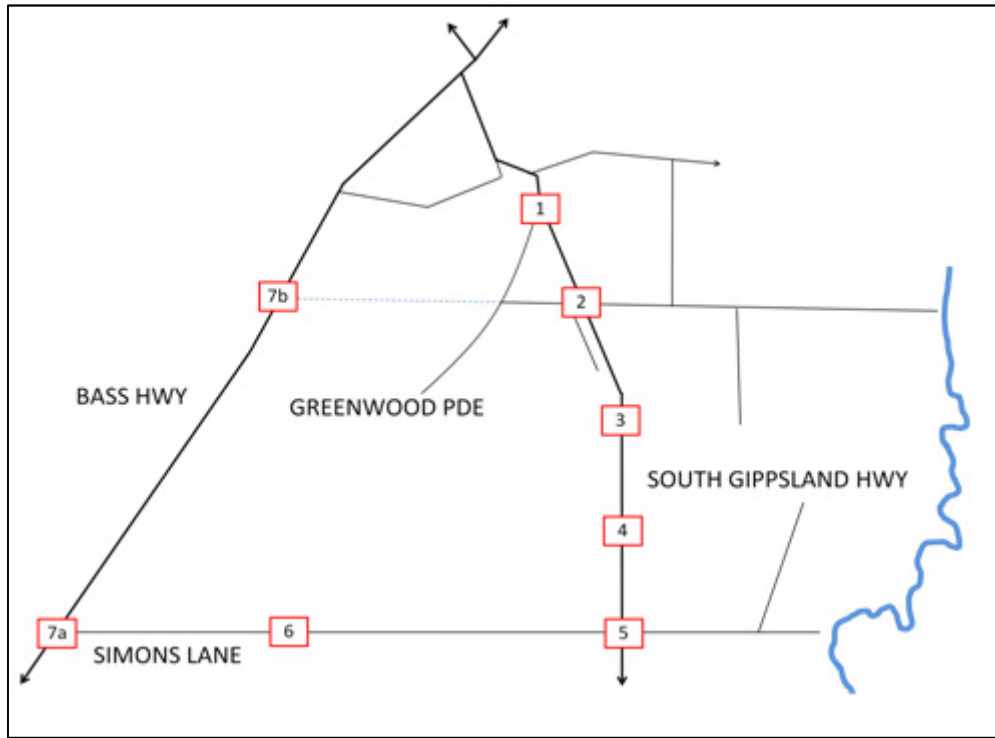 1
7b
2
BASS HWY
GREENWOOD PDE
3
SOUTH GIPPSLAND HWY
4
7a
6
5
SIMONS LANE